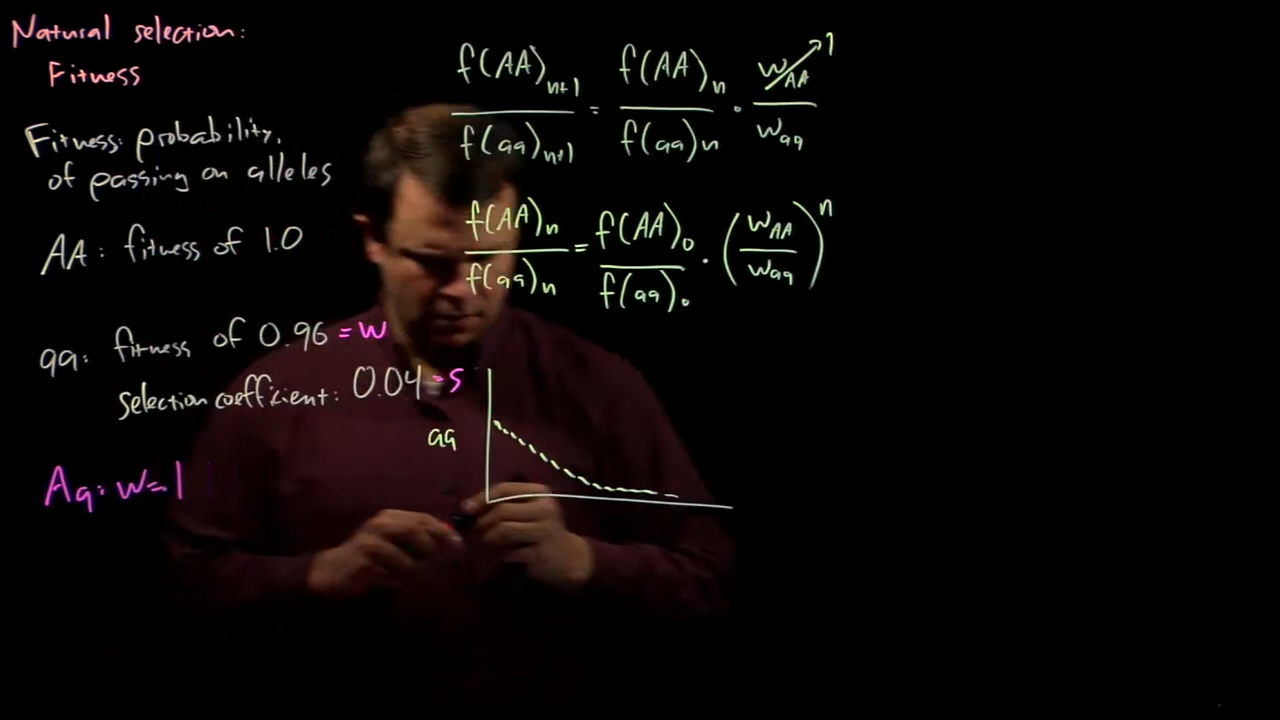 Natural selection:
Fitness
Fitness: probability,
of passing on alleles
AA: fitness of 1.0
aa: fitness of 0.96 = w
selection coefficient: 0.04 = s
Aa: w=1
f(AA)n+1 / f(aa)n+1 = f(AA)n / f(aa)n · wAA / waa 1
f(AA)n / f(aa)n = f(AA)0 / f(aa)0 · (wAA / waa)n
aa